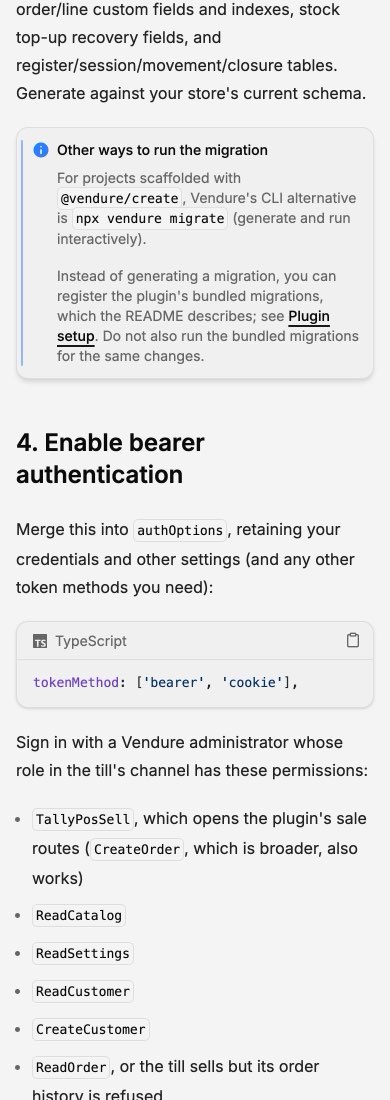 order/line custom fields and indexes, stock
top-up recovery fields, and
register/session/movement/closure tables.
Generate against your store's current schema.
Other ways to run the migration
For projects scaffolded with
@vendure/create, Vendure's CLI alternative
is npx vendure migrate (generate and run
interactively).
Instead of generating a migration, you can
register the plugin's bundled migrations,
which the README describes; see Plugin
setup. Do not also run the bundled migrations
for the same changes.
4. Enable bearer
authentication
Merge this into authOptions, retaining your
credentials and other settings (and any other
token methods you need):
TS TypeScript
tokenMethod: ['bearer', 'cookie'],
Sign in with a Vendure administrator whose
role in the till's channel has these permissions:
• TallyPosSell, which opens the plugin's sale
routes (CreateOrder, which is broader, also
works)
• ReadCatalog
• ReadSettings
• ReadCustomer
• CreateCustomer
• ReadOrder, or the till sells but its order
history is refused